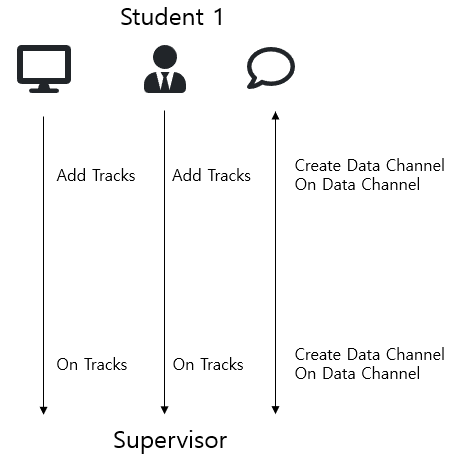 Student 1
Add Tracks
Add Tracks
Create Data Channel
On Data Channel
On Tracks
On Tracks
Create Data Channel
On Data Channel
Supervisor